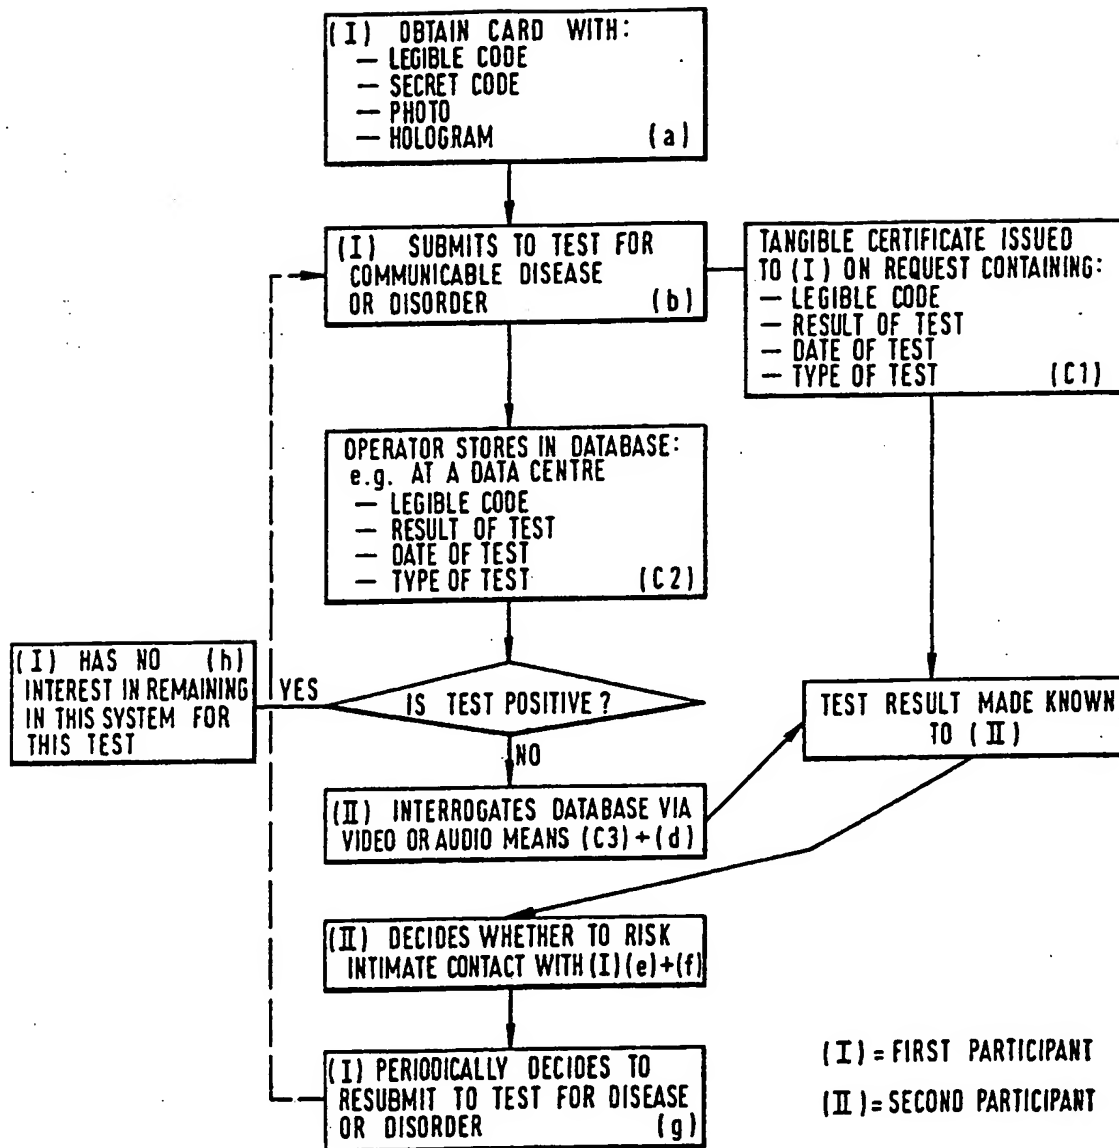 (I) OBTAIN CARD WITH:
— LEGIBLE CODE
— SECRET CODE
— PHOTO
— HOLOGRAM (a)
(I) SUBMITS TO TEST FOR
COMMUNICABLE DISEASE
OR DISORDER (b)
TANGIBLE CERTIFICATE ISSUED
TO (I) ON REQUEST CONTAINING:
— LEGIBLE CODE
— RESULT OF TEST
— DATE OF TEST
— TYPE OF TEST (C1)
OPERATOR STORES IN DATABASE:
e.g. AT A DATA CENTRE
— LEGIBLE CODE
— RESULT OF TEST
— DATE OF TEST
— TYPE OF TEST (C2)
(I) HAS NO (h)
INTEREST IN REMAINING
IN THIS SYSTEM FOR
THIS TEST
YES
IS TEST POSITIVE?
NO
TEST RESULT MADE KNOWN
TO (II)
(II) INTERROGATES DATABASE VIA
VIDEO OR AUDIO MEANS (C3)+(d)
(II) DECIDES WHETHER TO RISK
INTIMATE CONTACT WITH (I)(e)+(f)
(I) PERIODICALLY DECIDES TO
RESUBMIT TO TEST FOR DISEASE
OR DISORDER (g)
(I)=FIRST PARTICIPANT
(II)=SECOND PARTICIPANT